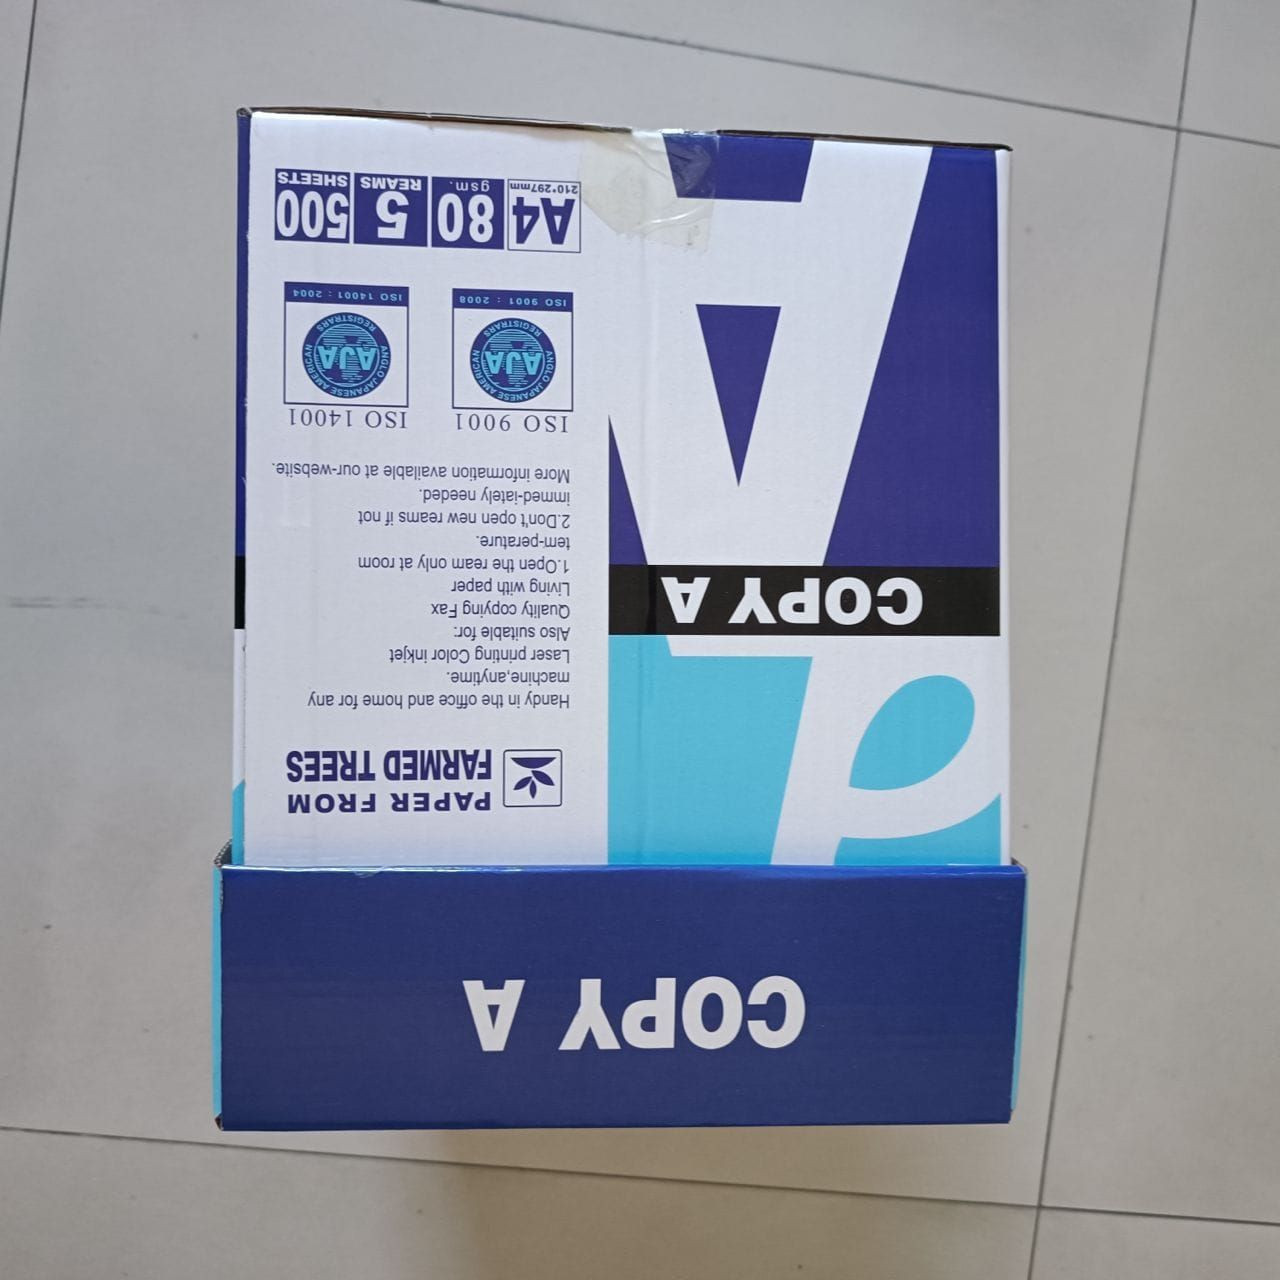 COPY A
PAPER FROM
FARMED TREES
Handy in the office and home for any
machine,anytime.
Laser printing Color inkjet
Also suitable for:
Quality copying Fax
Living with paper
1.Open the ream only at room
tem-perature.
2.Don't open new reams if not
immed-iately needed.
More information available at our-website.
ISO 9001
ANGLO JAPANESE AMERICAN
AJA
REGISTRARS
ISO 9001 : 2008
ISO 14001
ANGLO JAPANESE AMERICAN
AJA
REGISTRARS
ISO 14001 : 2004
A4
210*297mm
80
gsm.
5
REAMS
500
SHEETS
COPY A
A